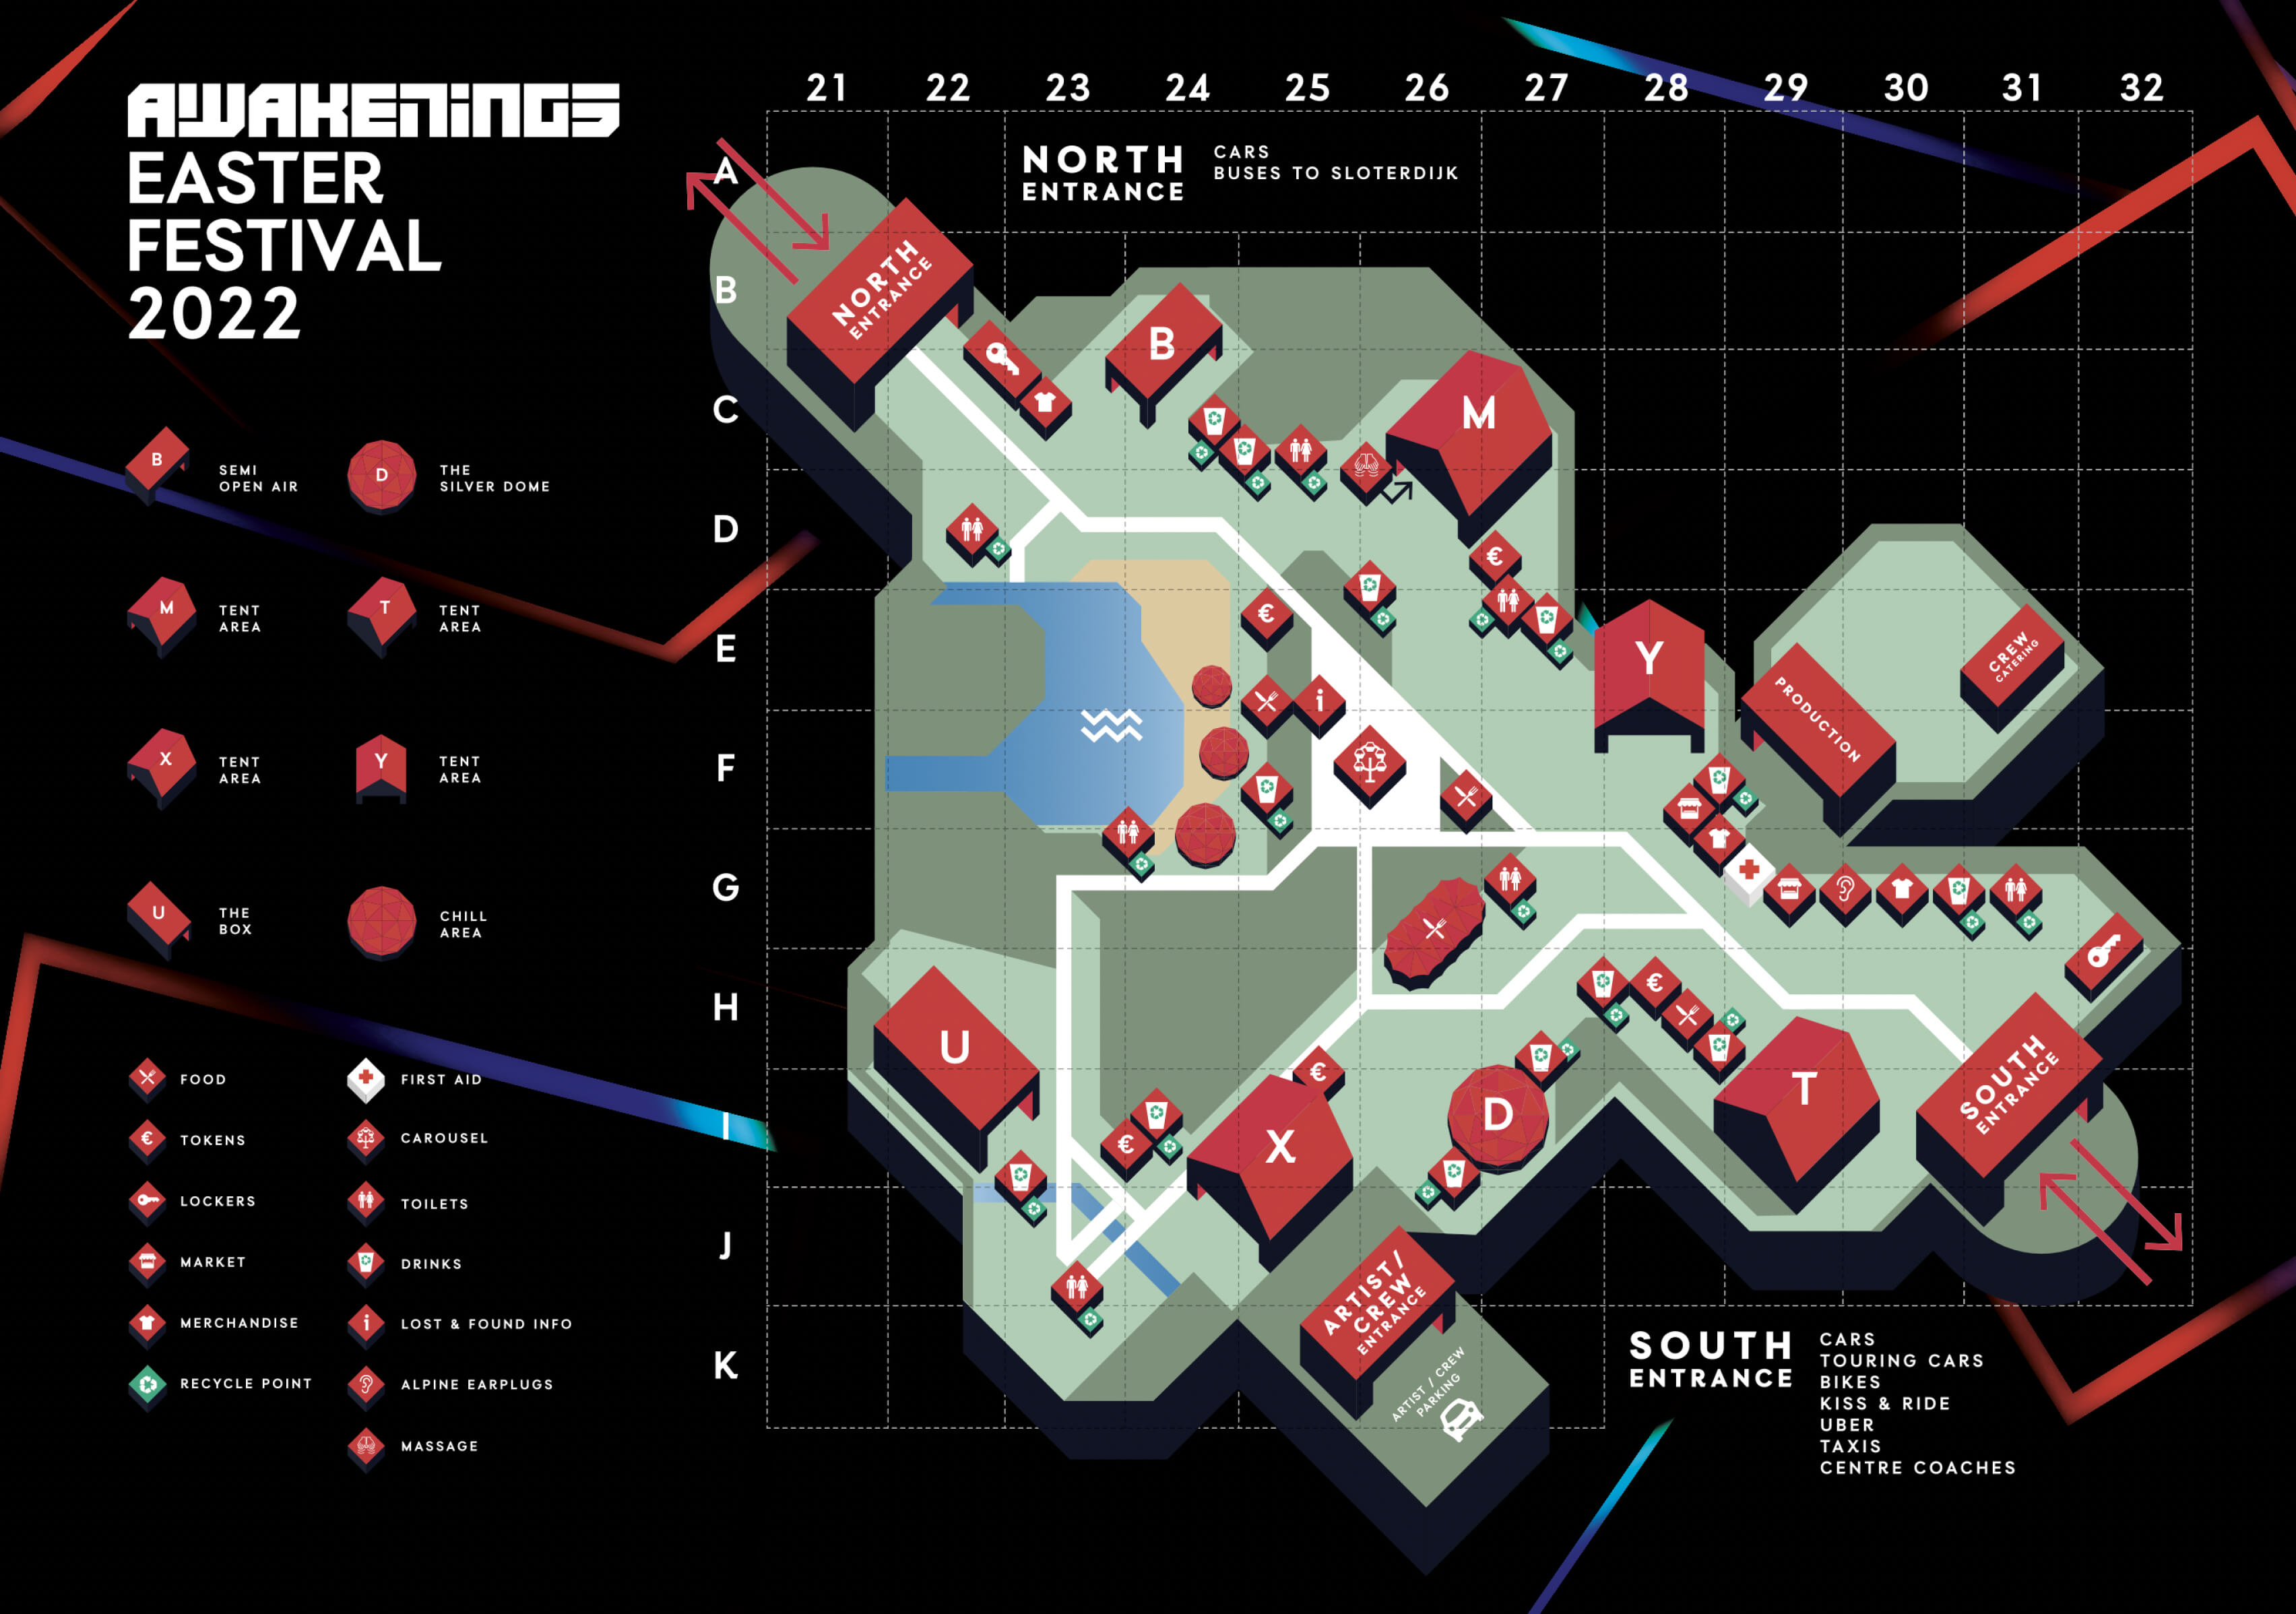 AWAKENINGS
EASTER
FESTIVAL
2022
B
SEMI
OPEN AIR
D
THE
SILVER DOME
M
TENT
AREA
T
TENT
AREA
X
TENT
AREA
Y
TENT
AREA
U
THE
BOX
CHILL
AREA
FOOD
FIRST AID
€
TOKENS
CAROUSEL
LOCKERS
TOILETS
MARKET
DRINKS
MERCHANDISE
i
LOST & FOUND INFO
RECYCLE POINT
ALPINE EARPLUGS
MASSAGE
21 22 23 24 25 26 27 28 29 30 31 32
A
B
C
D
E
F
G
H
I
J
K
NORTH
ENTRANCE
CARS
BUSES TO SLOTERDIJK
NORTH
ENTRANCE
B
M
€
€
Y
CREW
CATERING
PRODUCTION
i
U
€
€
€
X
D
T
SOUTH
ENTRANCE
ARTIST/
CREW
ENTRANCE
ARTIST / CREW
PARKING
SOUTH
ENTRANCE
CARS
TOURING CARS
BIKES
KISS & RIDE
UBER
TAXIS
CENTRE COACHES